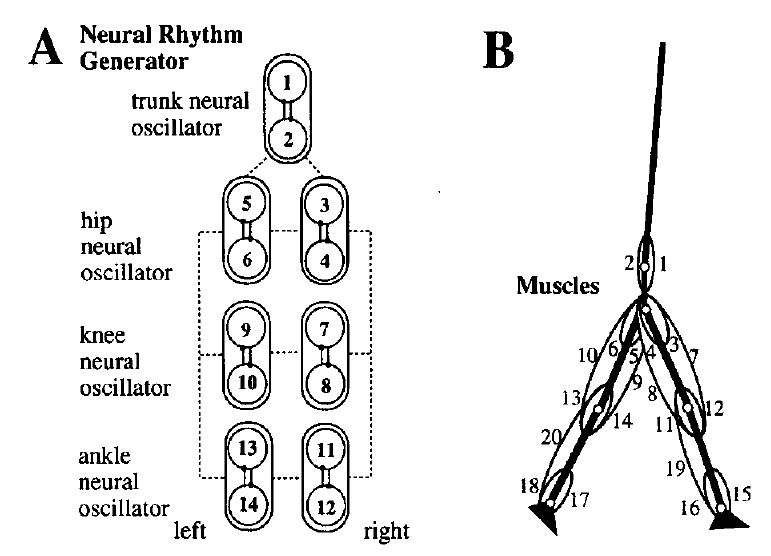 A Neural Rhythm
Generator
trunk neural
oscillator
1
2
hip
neural
oscillator
5
3
6
4
knee
neural
oscillator
9
7
10
8
ankle
neural
oscillator
13
11
14
12
left
right
B
2
1
Muscles
10
6
5
4
3
7
9
8
13
14
11
12
20
19
18
17
16
15